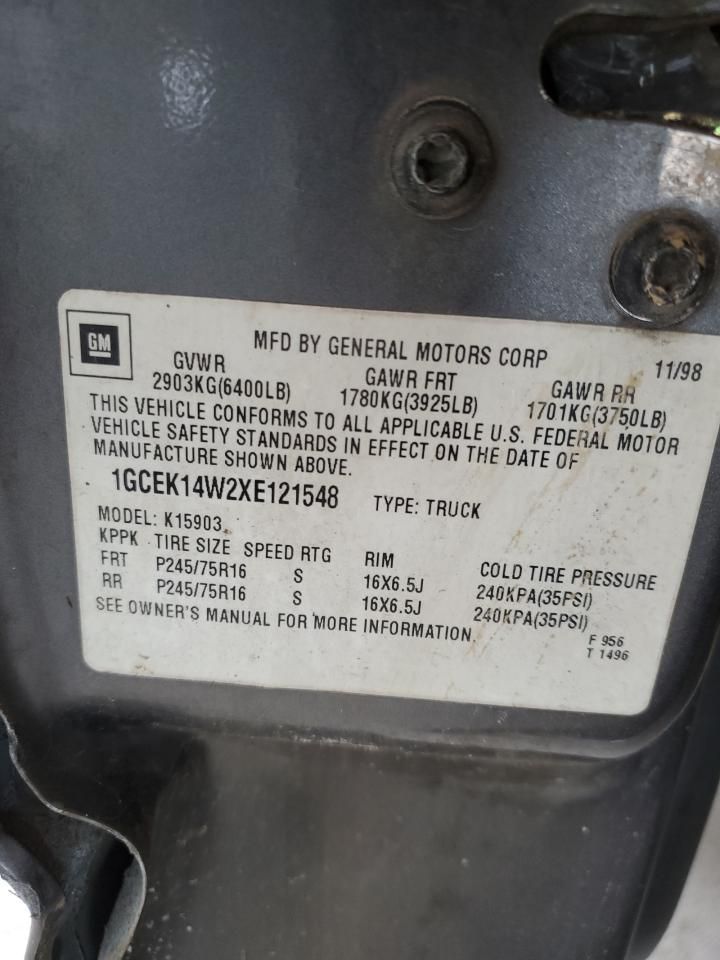 GM
MFD BY GENERAL MOTORS CORP 11/98
GVWR GAWR FRT GAWR RR
2903KG(6400LB) 1780KG(3925LB) 1701KG(3750LB)
THIS VEHICLE CONFORMS TO ALL APPLICABLE U.S. FEDERAL MOTOR
VEHICLE SAFETY STANDARDS IN EFFECT ON THE DATE OF
MANUFACTURE SHOWN ABOVE.
1GCEK14W2XE121548 TYPE: TRUCK
MODEL: K15903
KPPK TIRE SIZE SPEED RTG RIM COLD TIRE PRESSURE
FRT P245/75R16 S 16X6.5J 240KPA(35PSI)
RR P245/75R16 S 16X6.5J 240KPA(35PSI)
SEE OWNER'S MANUAL FOR MORE INFORMATION.
F 956
T 1496